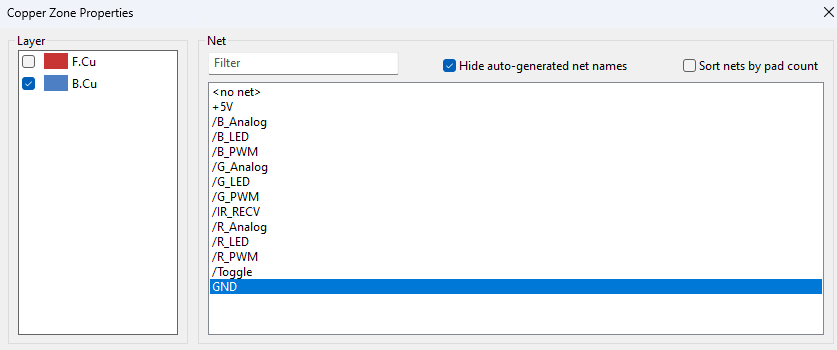 Copper Zone Properties
Layer
F.Cu
B.Cu
Net
Filter
Hide auto-generated net names
Sort nets by pad count
<no net>
+5V
/B_Analog
/B_LED
/B_PWM
/G_Analog
/G_LED
/G_PWM
/IR_RECV
/R_Analog
/R_LED
/R_PWM
/Toggle
GND